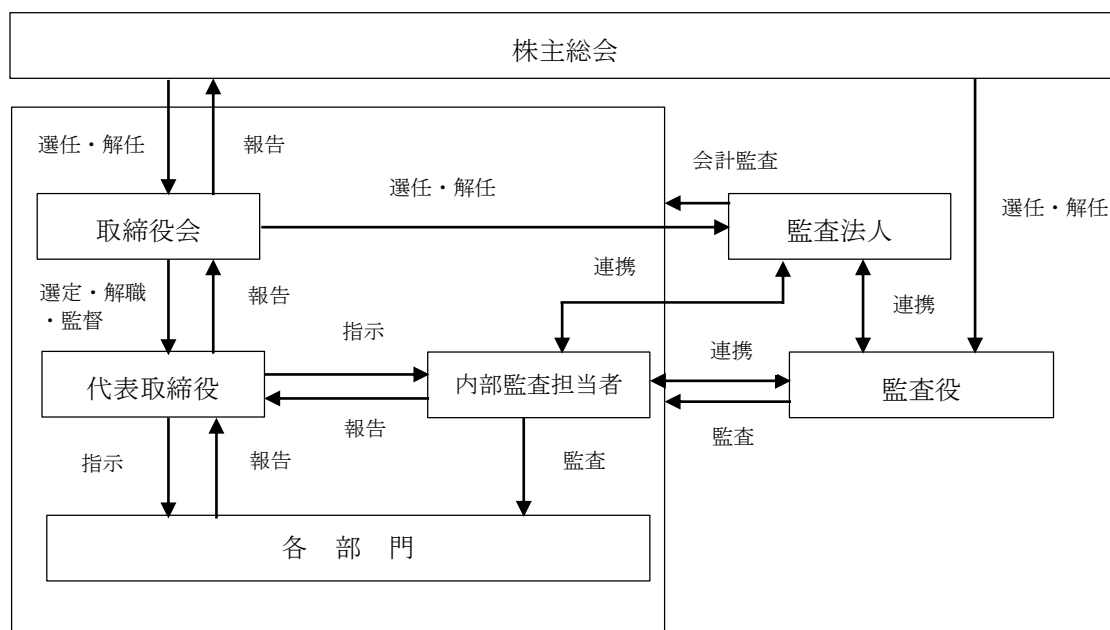 株主総会
選任・解任
報告
会計監査
選任・解任
選任・解任
取締役会
監査法人
連携
選定・解職
・監督
報告
連携
指示
連携
代表取締役
内部監査担当者
監査役
報告
監査
指示
報告
監査
各 部 門